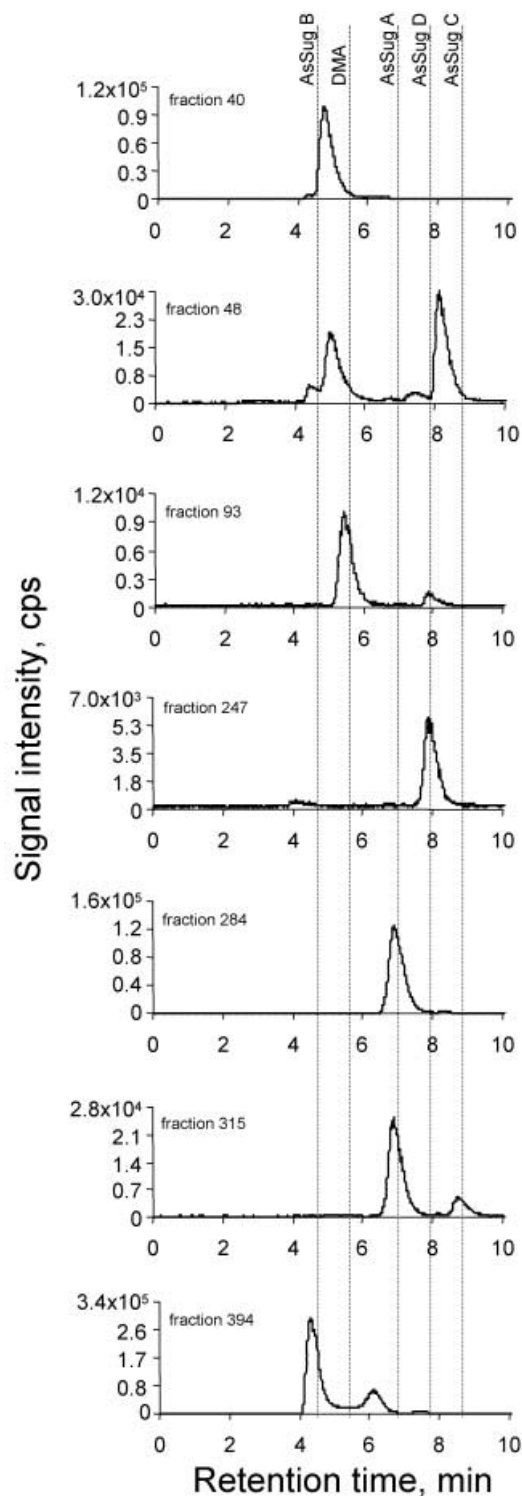 AsSug B
DMA
AsSug A
AsSug D
AsSug C
1.2x10⁵
0.9
0.6
0.3
0
fraction 40
0 2 4 6 8 10
3.0x10⁴
2.3
1.5
0.8
0
fraction 48
0 2 4 6 8 10
1.2x10⁴
0.9
0.6
0.3
0
fraction 93
0 2 4 6 8 10
7.0x10³
5.3
3.5
1.8
0
fraction 247
0 2 4 6 8 10
1.6x10⁵
1.2
0.8
0.4
0
fraction 284
0 2 4 6 8 10
2.8x10⁴
2.1
1.4
0.7
0
fraction 315
0 2 4 6 8 10
3.4x10⁵
2.6
1.7
0.8
0
fraction 394
0 2 4 6 8 10
Signal intensity, cps
Retention time, min